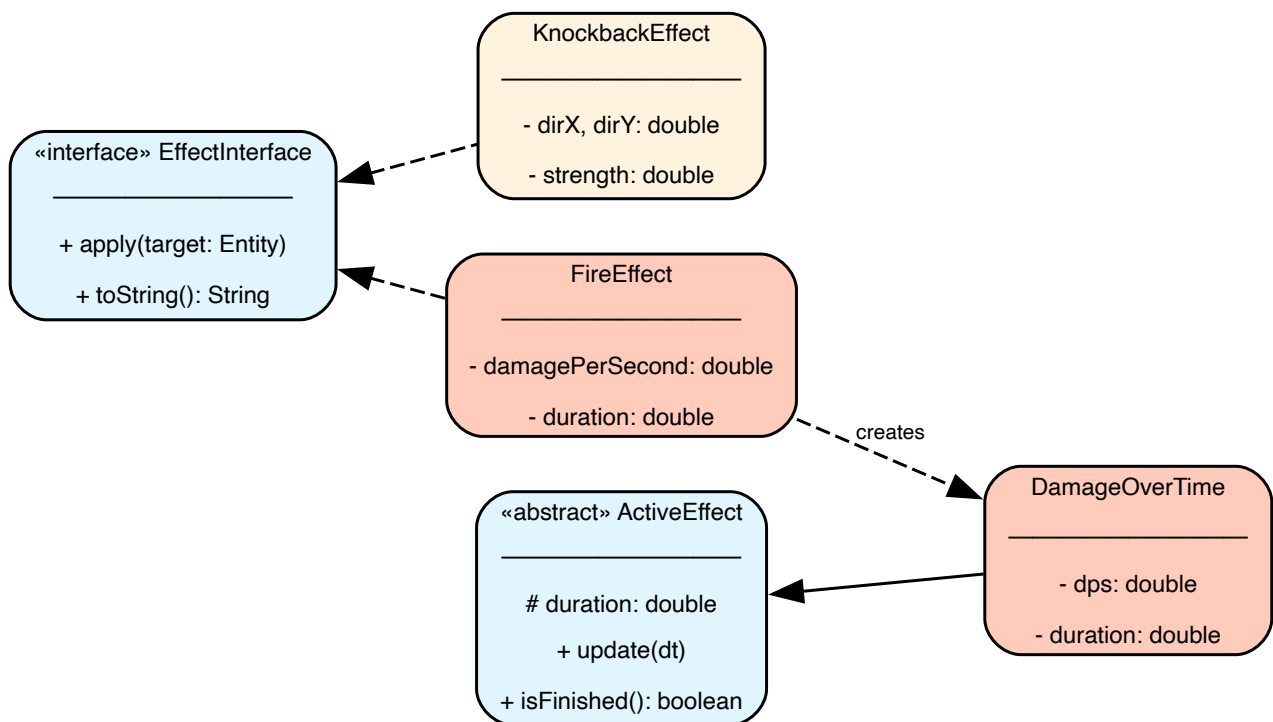 KnockbackEffect
- dirX, dirY: double
- strength: double
«interface» EffectInterface
+ apply(target: Entity)
+ toString(): String
FireEffect
- damagePerSecond: double
- duration: double
creates
DamageOverTime
- dps: double
- duration: double
«abstract» ActiveEffect
# duration: double
+ update(dt)
+ isFinished(): boolean